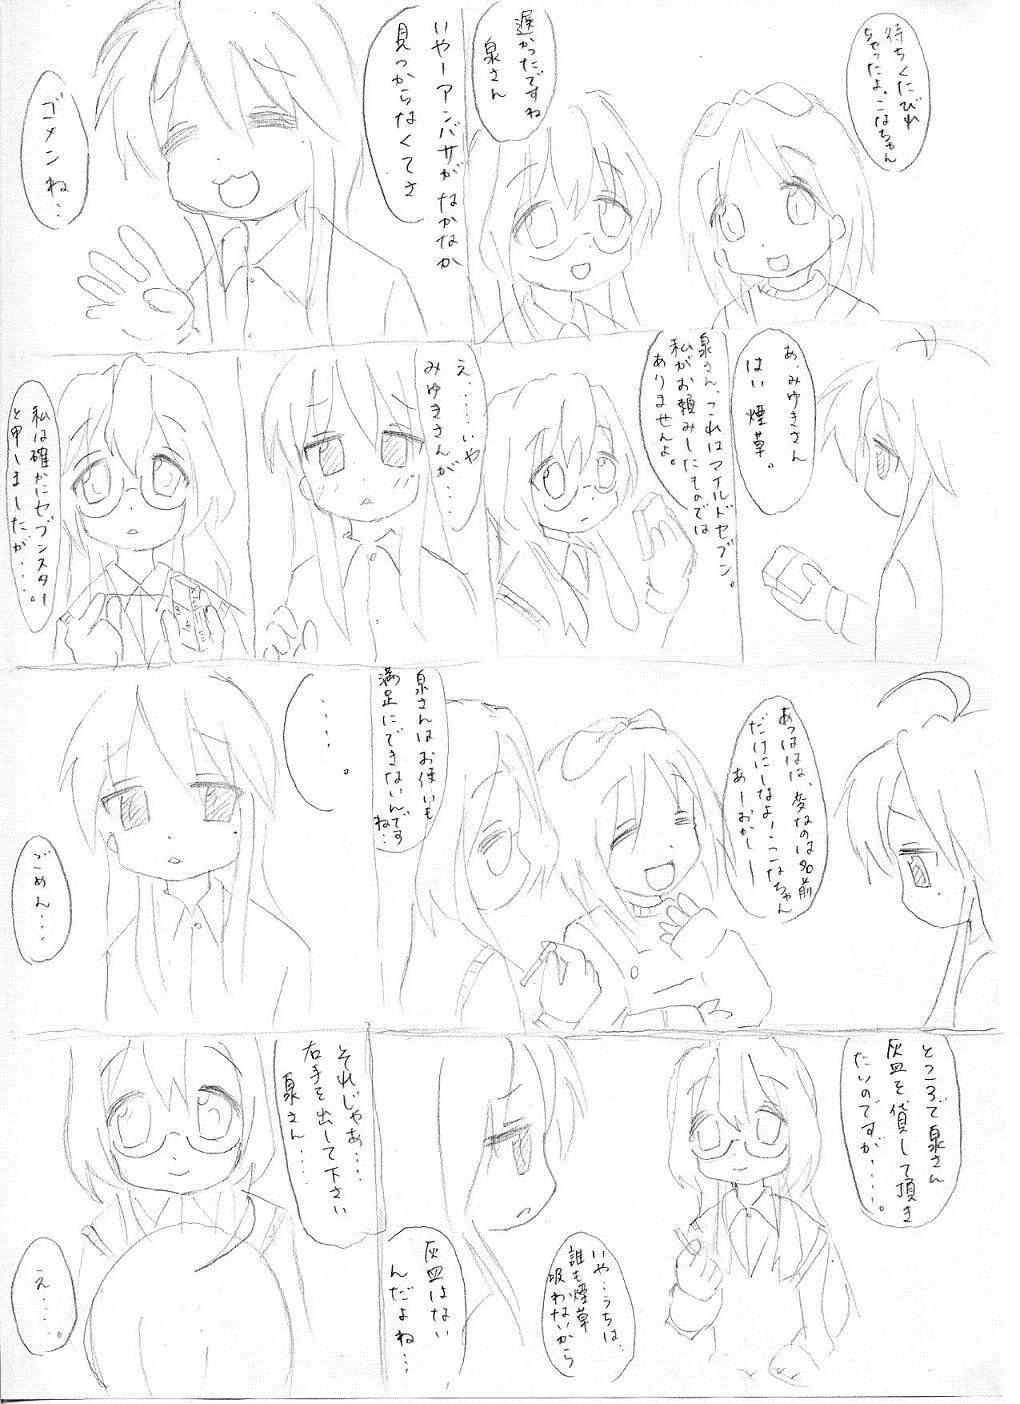 待ちくたびれ
ちゃったよ、こなちゃん
遅かったですね
泉さん
いやーアンバサがなかなか
見つからなくてさ
ゴメンね…
あ、みゆきさん
はい煙草。
泉さん、これはマイルドセブン。
私がお頼みしたものでは
ありませんよ。
え……いや
みゆきさんが…
私は確かにセブンスター
と申しましたが….
あっははは、変なのは名前
だけにしなよーこなちゃん
あーおかしー
泉さんはお使いも
満足にできないんです
ね…
....。
ごめん…
ところで泉さん
灰皿を貸して頂き
たいのですが….。
いや…うちは、
誰も煙草
吸わないから
灰皿はない
んだよね…
それじゃあ….
右手を出して下さい
泉さん….
え….。